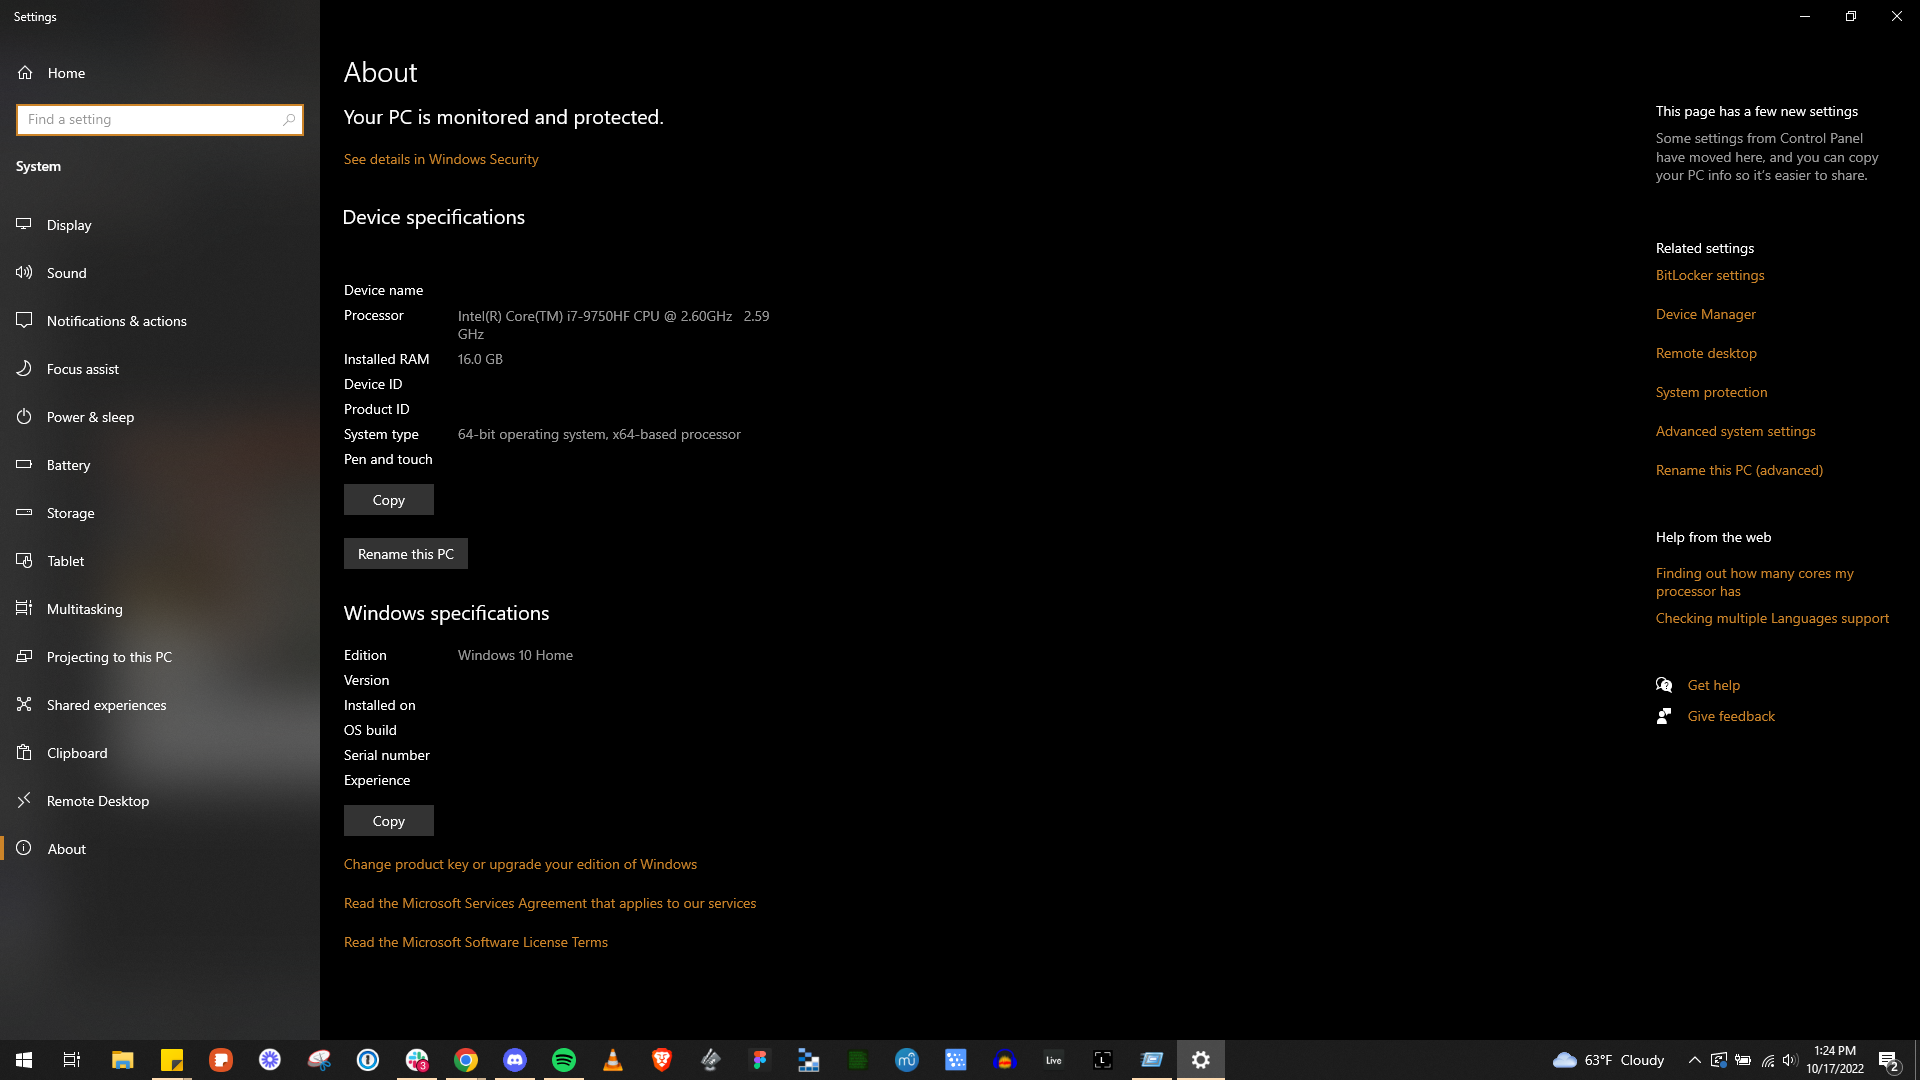 Settings
Home
Find a setting
System
Display
Sound
Notifications & actions
Focus assist
Power & sleep
Battery
Storage
Tablet
Multitasking
Projecting to this PC
Shared experiences
Clipboard
Remote Desktop
About
About
Your PC is monitored and protected.
See details in Windows Security
Device specifications
Device name
Processor Intel(R) Core(TM) i7-9750HF CPU @ 2.60GHz 2.59
GHz
Installed RAM 16.0 GB
Device ID
Product ID
System type 64-bit operating system, x64-based processor
Pen and touch
Copy
Rename this PC
Windows specifications
Edition Windows 10 Home
Version
Installed on
OS build
Serial number
Experience
Copy
Change product key or upgrade your edition of Windows
Read the Microsoft Services Agreement that applies to our services
Read the Microsoft Software License Terms
This page has a few new settings
Some settings from Control Panel
have moved here, and you can copy
your PC info so it's easier to share.
Related settings
BitLocker settings
Device Manager
Remote desktop
System protection
Advanced system settings
Rename this PC (advanced)
Help from the web
Finding out how many cores my
processor has
Checking multiple Languages support
Get help
Give feedback
3
mû
Live
L
63°F Cloudy
1:24 PM
10/17/2022
2